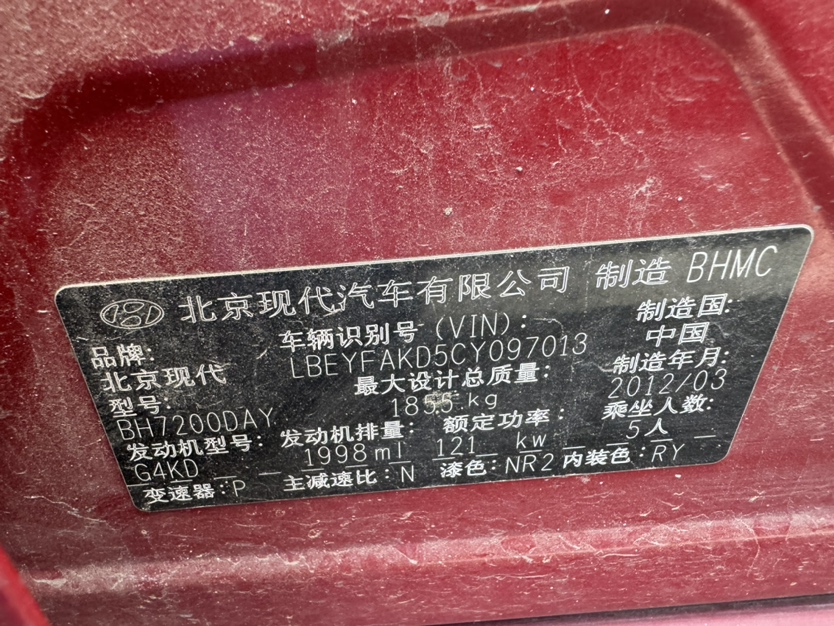 北京现代汽车有限公司 制造 BHMC
品牌: 车辆识别号(VIN): 制造国:
北京现代 LBEYFAKD5CY097013 中国
型号: 最大设计总质量: 制造年月:
BH7200DAY 1855 kg 2012/03
发动机型号: 发动机排量: 额定功率: 乘坐人数:
G4KD 1998ml 121 kw 5人
变速器:P 主减速比:N 漆色:NR2 内装色:RY